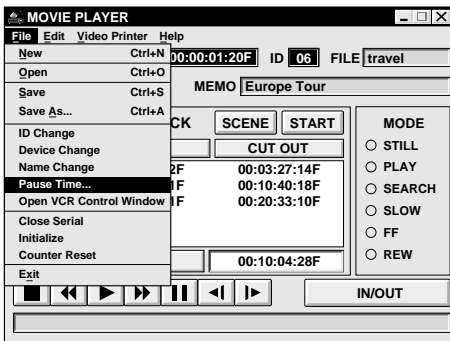 MOVIE PLAYER
File Edit Video Printer Help
New Ctrl+N
Open Ctrl+O
Save Ctrl+S
Save As... Ctrl+A
ID Change
Device Change
Name Change
Pause Time...
Open VCR Control Window
Close Serial
Initialize
Counter Reset
Exit
00:00:01:20F ID 06 FILE travel
MEMO Europe Tour
CK SCENE START
CUT OUT
2F 00:03:27:14F
1F 00:10:40:18F
1F 00:20:33:10F
00:10:04:28F
MODE
STILL
PLAY
SEARCH
SLOW
FF
REW
IN/OUT